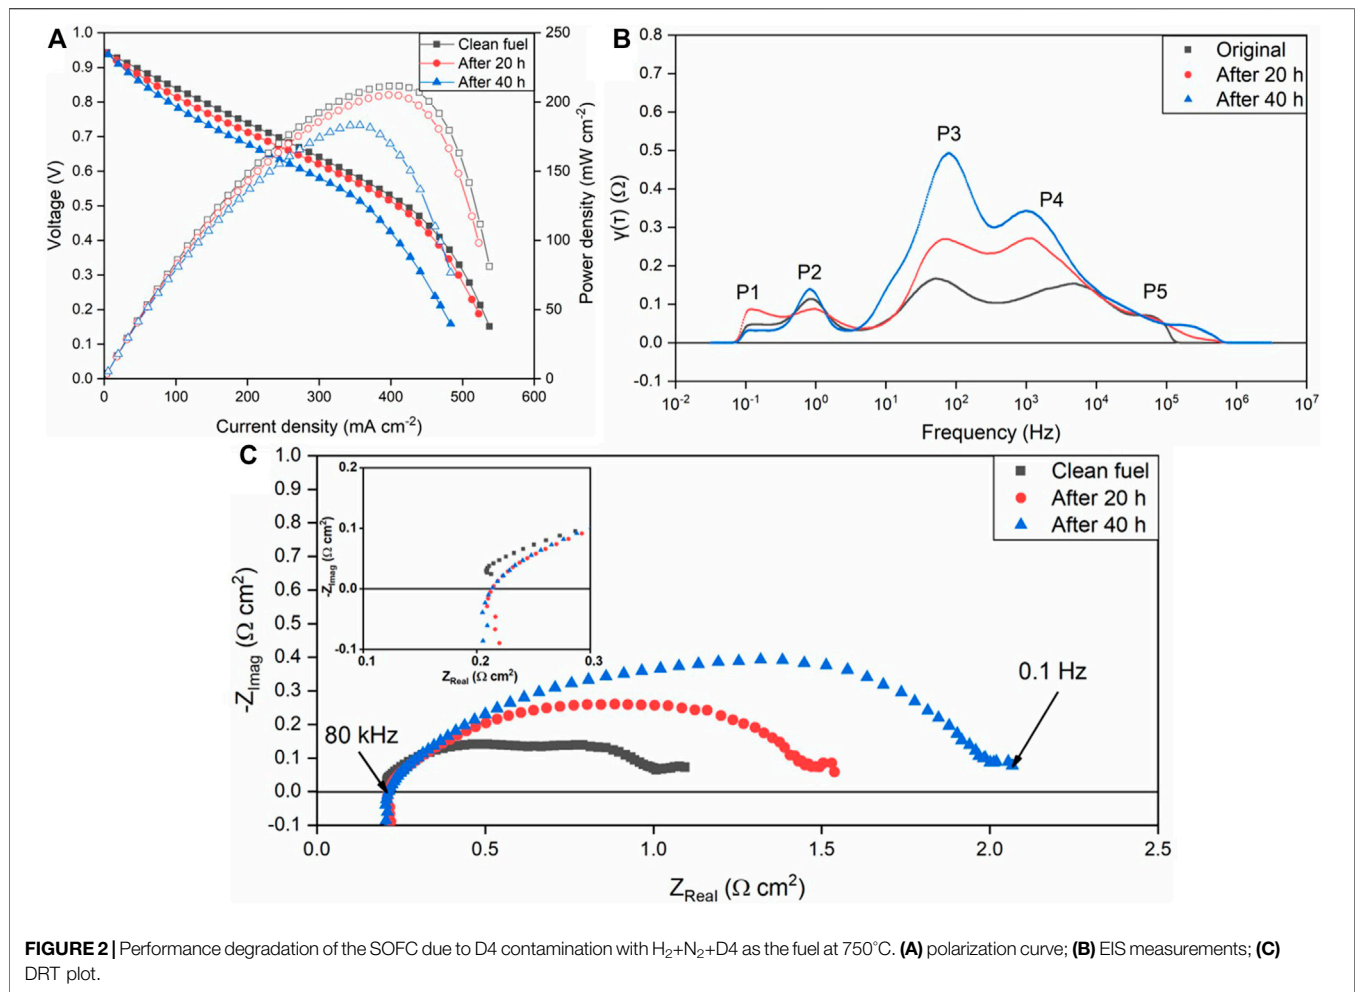 A
1.0
0.9
0.8
0.7
0.6
0.5
0.4
0.3
0.2
0.1
0.0
Voltage (V)
250
200
150
100
50
0
Power density (mW cm-2)
0 100 200 300 400 500 600
Current density (mA cm-2)
Clean fuel
After 20 h
After 40 h
B
0.8
0.7
0.6
0.5
0.4
0.3
0.2
0.1
0.0
-0.1
γ(τ) (Ω)
10-2 10-1 100 101 102 103 104 105 106 107
Frequency (Hz)
Original
After 20 h
After 40 h
P1
P2
P3
P4
P5
C
1.0
0.9
0.8
0.7
0.6
0.5
0.4
0.3
0.2
0.1
0.0
-0.1
-ZImag (Ω cm2)
0.0 0.5 1.0 1.5 2.0 2.5
ZReal (Ω cm2)
Clean fuel
After 20 h
After 40 h
80 kHz
0.1 Hz
0.2
0.1
0.0
-0.1
-ZImag (Ω cm2)
0.1 0.2 0.3
ZReal (Ω cm2)
FIGURE 2 | Performance degradation of the SOFC due to D4 contamination with H2+N2+D4 as the fuel at 750°C. (A) polarization curve; (B) EIS measurements; (C)
DRT plot.